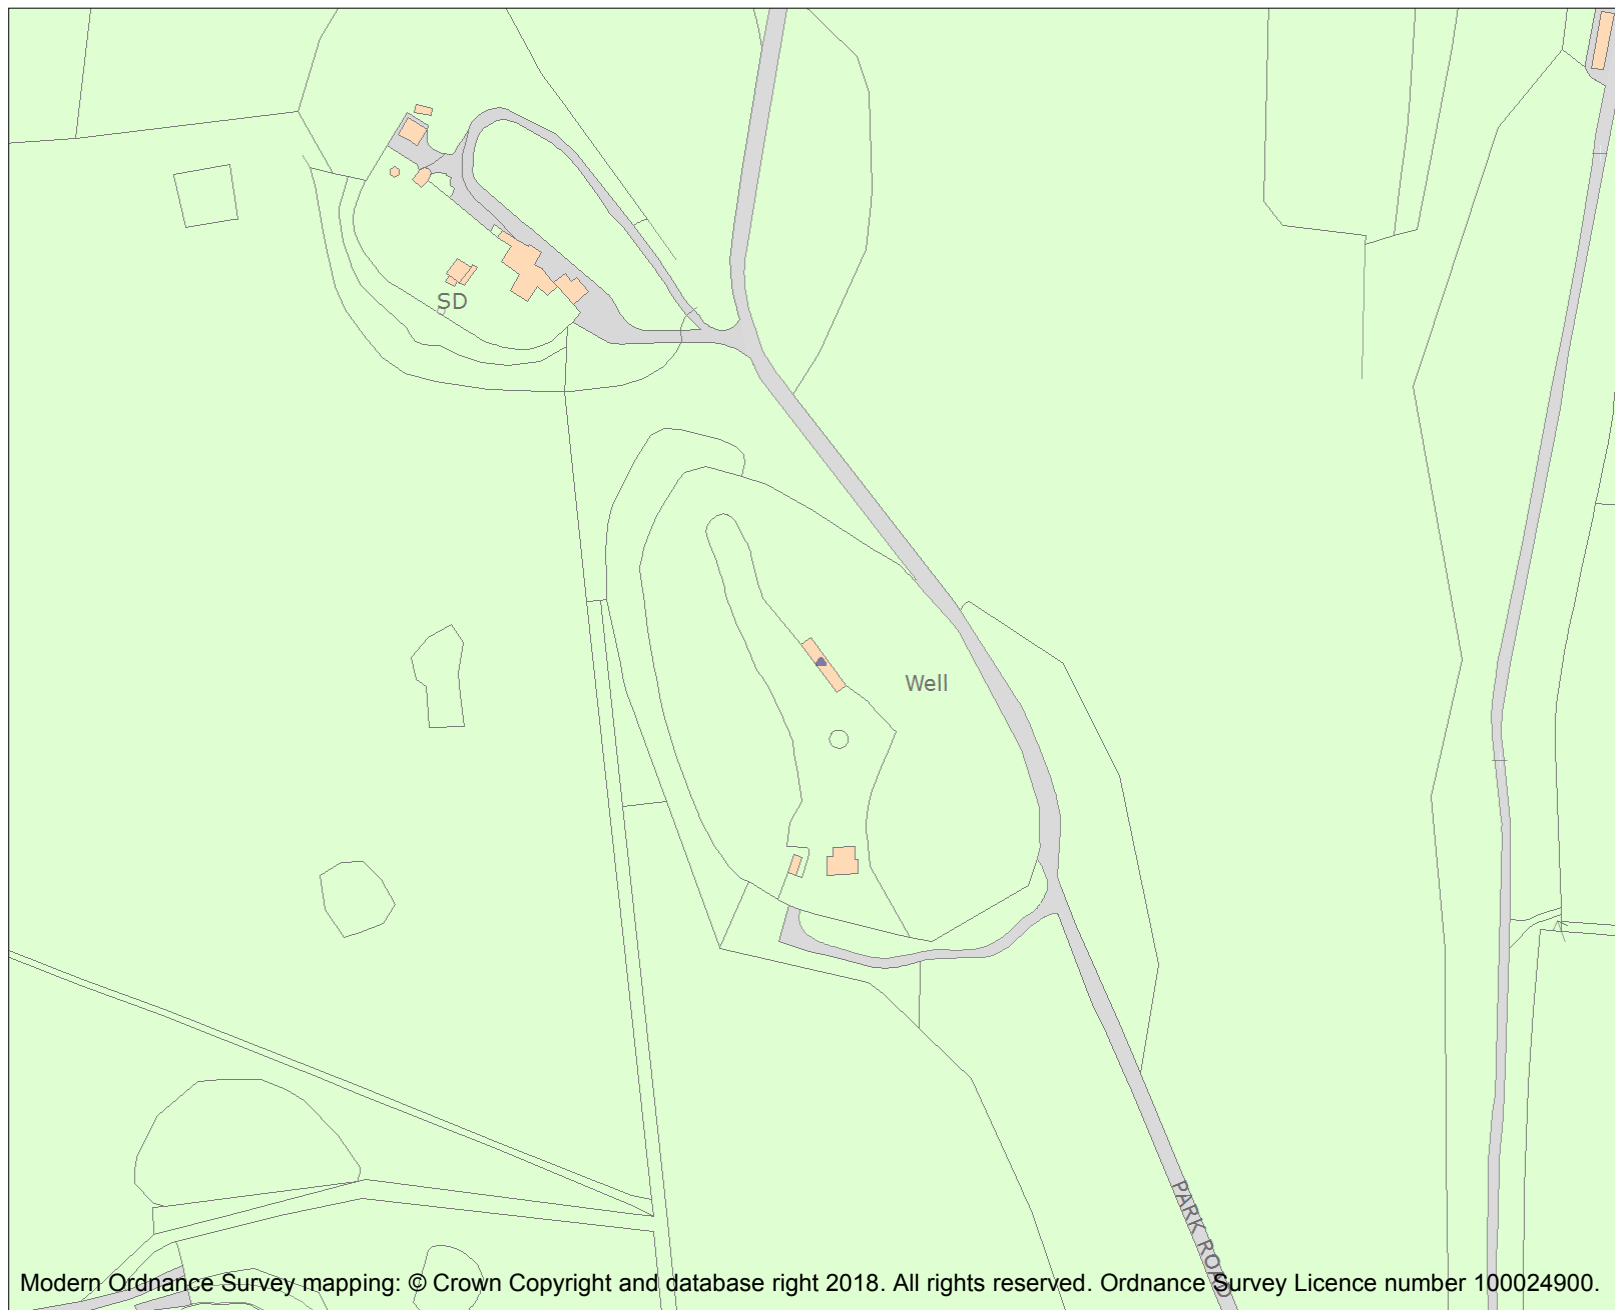 SD
Well
PARK ROAD
Modern Ordnance Survey mapping: © Crown Copyright and database right 2018. All rights reserved. Ordnance Survey Licence number 100024900.